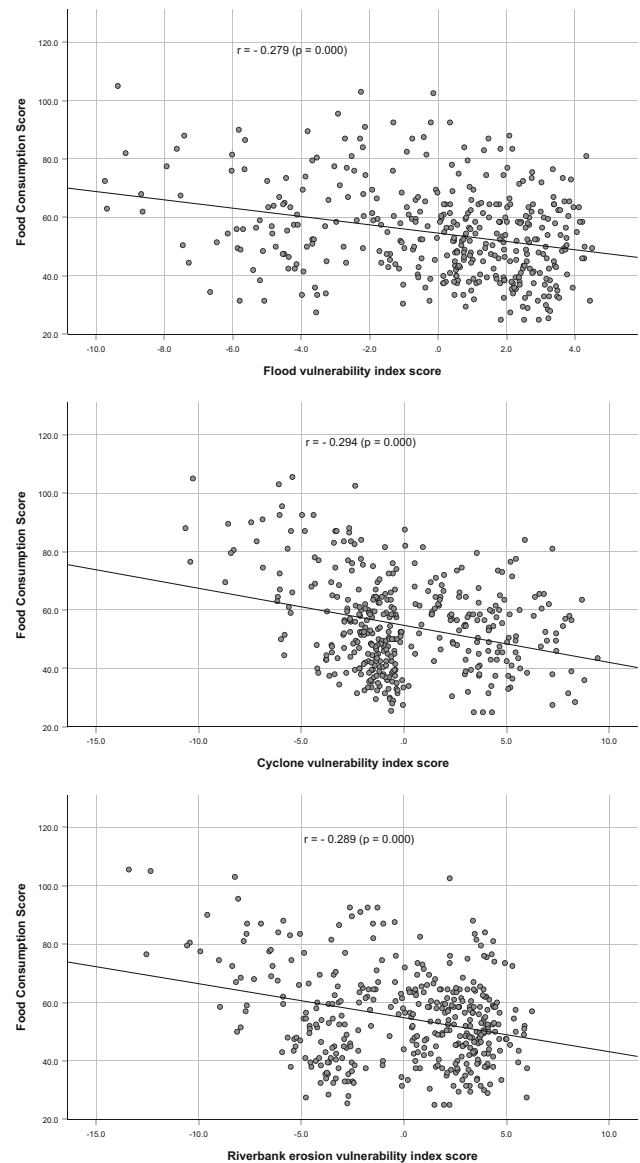 r = - 0.279 (p = 0.000)
120.0
100.0
80.0
60.0
40.0
20.0
Food Consumption Score
-10.0 -8.0 -6.0 -4.0 -2.0 .0 2.0 4.0
Flood vulnerability index score
r = - 0.294 (p = 0.000)
120.0
100.0
80.0
60.0
40.0
20.0
Food Consumption Score
-15.0 -10.0 -5.0 .0 5.0 10.0
Cyclone vulnerability index score
r = - 0.289 (p = 0.000)
120.0
100.0
80.0
60.0
40.0
20.0
Food Consumption Score
-15.0 -10.0 -5.0 .0 5.0 10.0
Riverbank erosion vulnerability index score